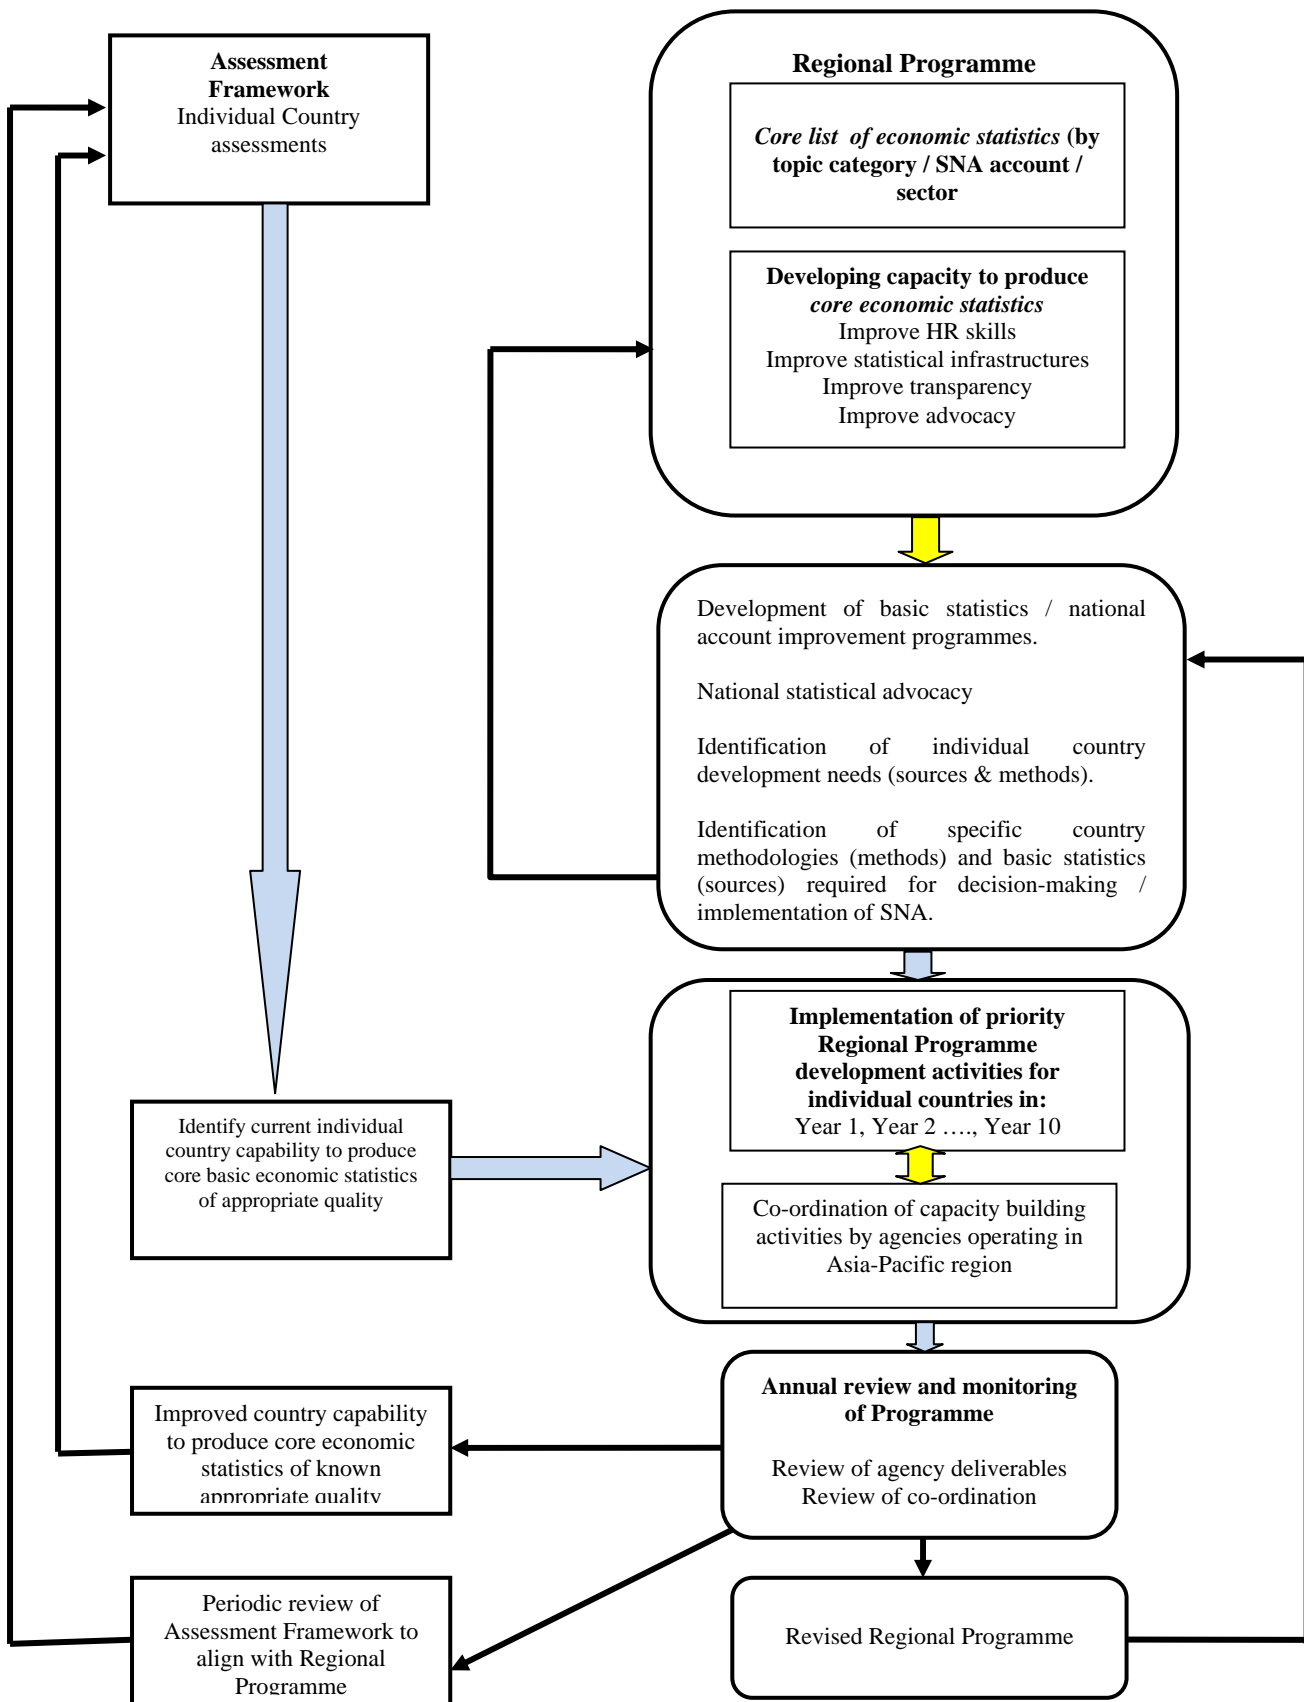 Assessment
Framework
Individual Country
assessments
Regional Programme
Core list of economic statistics (by
topic category / SNA account /
sector
Developing capacity to produce
core economic statistics
Improve HR skills
Improve statistical infrastructures
Improve transparency
Improve advocacy
Development of basic statistics / national
account improvement programmes.
National statistical advocacy
Identification of individual country
development needs (sources & methods).
Identification of specific country
methodologies (methods) and basic statistics
(sources) required for decision-making /
implementation of SNA.
Implementation of priority
Regional Programme
development activities for
individual countries in:
Year 1, Year 2 …., Year 10
Identify current individual
country capability to produce
core basic economic statistics
of appropriate quality
Co-ordination of capacity building
activities by agencies operating in
Asia-Pacific region
Annual review and monitoring
of Programme
Review of agency deliverables
Review of co-ordination
Improved country capability
to produce core economic
statistics of known
appropriate quality
Periodic review of
Assessment Framework to
align with Regional
Programme
Revised Regional Programme